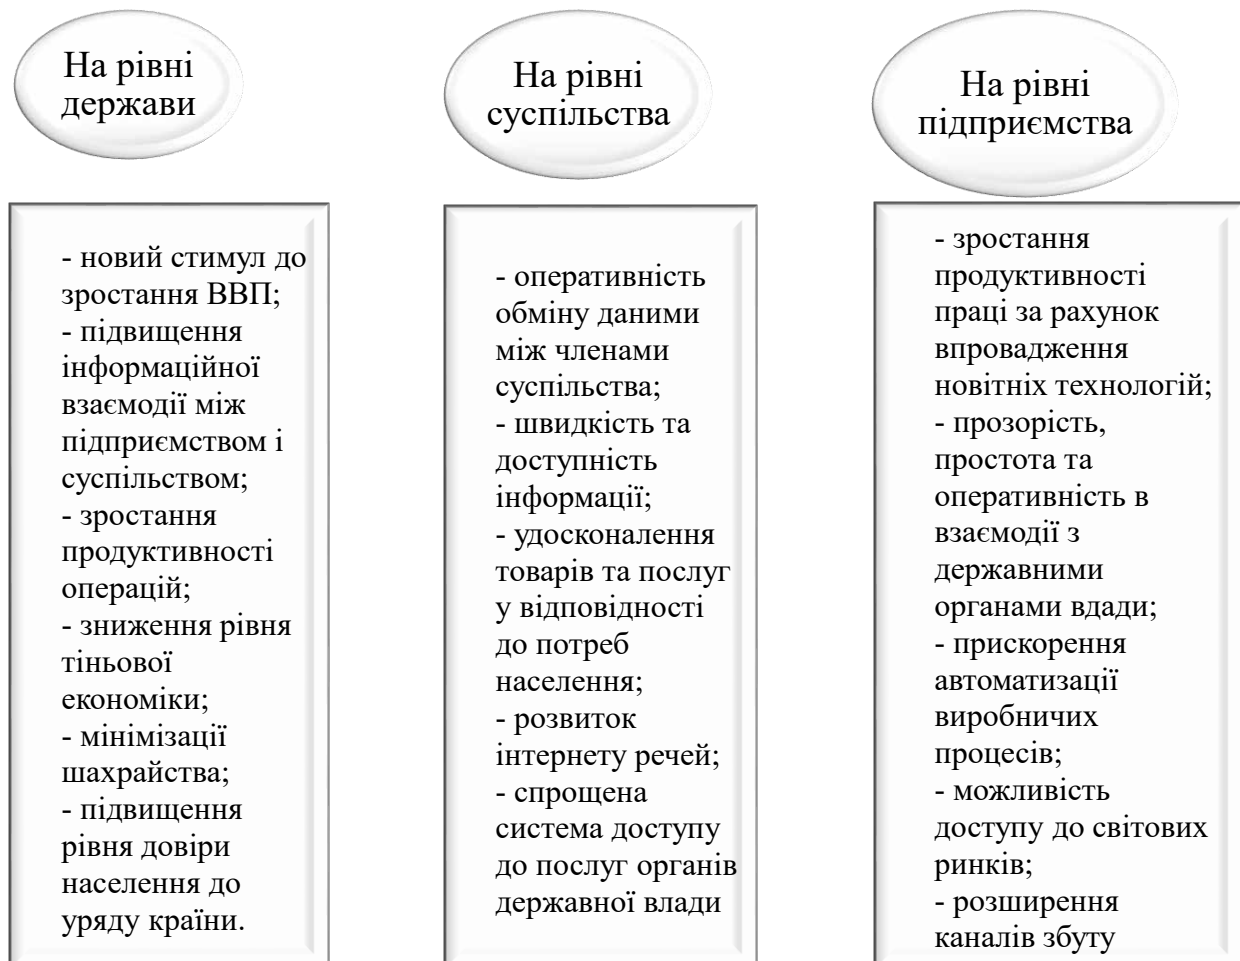 На рівні
держави
- новий стимул до
зростання ВВП;
- підвищення
інформаційної
взаємодії між
підприємством і
суспільством;
- зростання
продуктивності
операцій;
- зниження рівня
тіньової
економіки;
- мінімізації
шахрайства;
- підвищення
рівня довіри
населення до
уряду країни.
На рівні
суспільства
- оперативність
обміну даними
між членами
суспільства;
- швидкість та
доступність
інформації;
- удосконалення
товарів та послуг
у відповідності
до потреб
населення;
- розвиток
інтернету речей;
- спрощена
система доступу
до послуг органів
державної влади
На рівні
підприємства
- зростання
продуктивності
праці за рахунок
впровадження
новітніх технологій;
- прозорість,
простота та
оперативність в
взаємодії з
державними
органами вдади;
- прискорення
автоматизації
виробничих
процесів;
- можливість
доступу до світових
ринків;
- розширення
каналів збуту